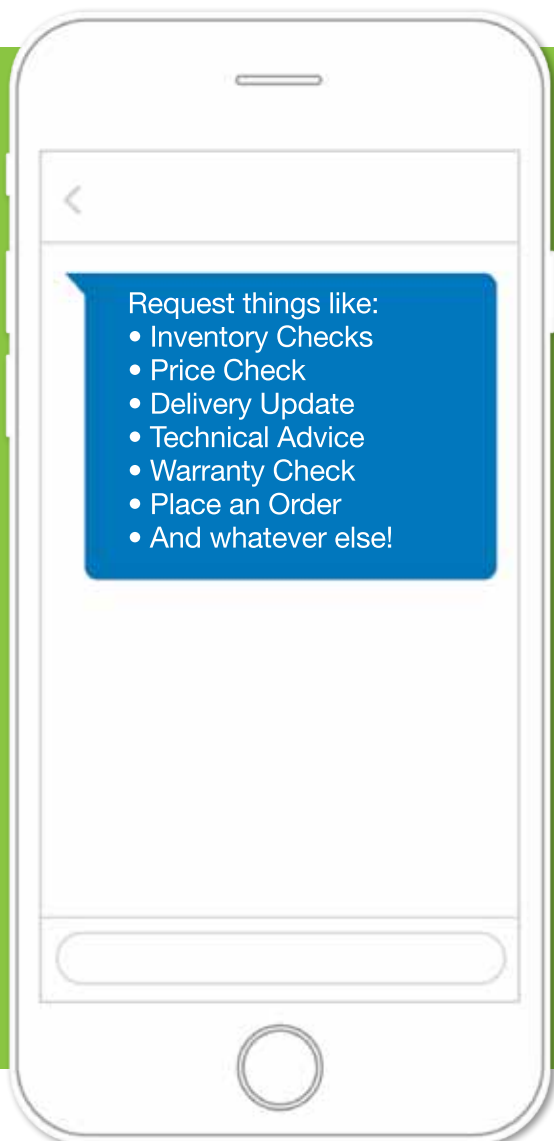 Request things like:
• Inventory Checks
• Price Check
• Delivery Update
• Technical Advice
• Warranty Check
• Place an Order
• And whatever else!